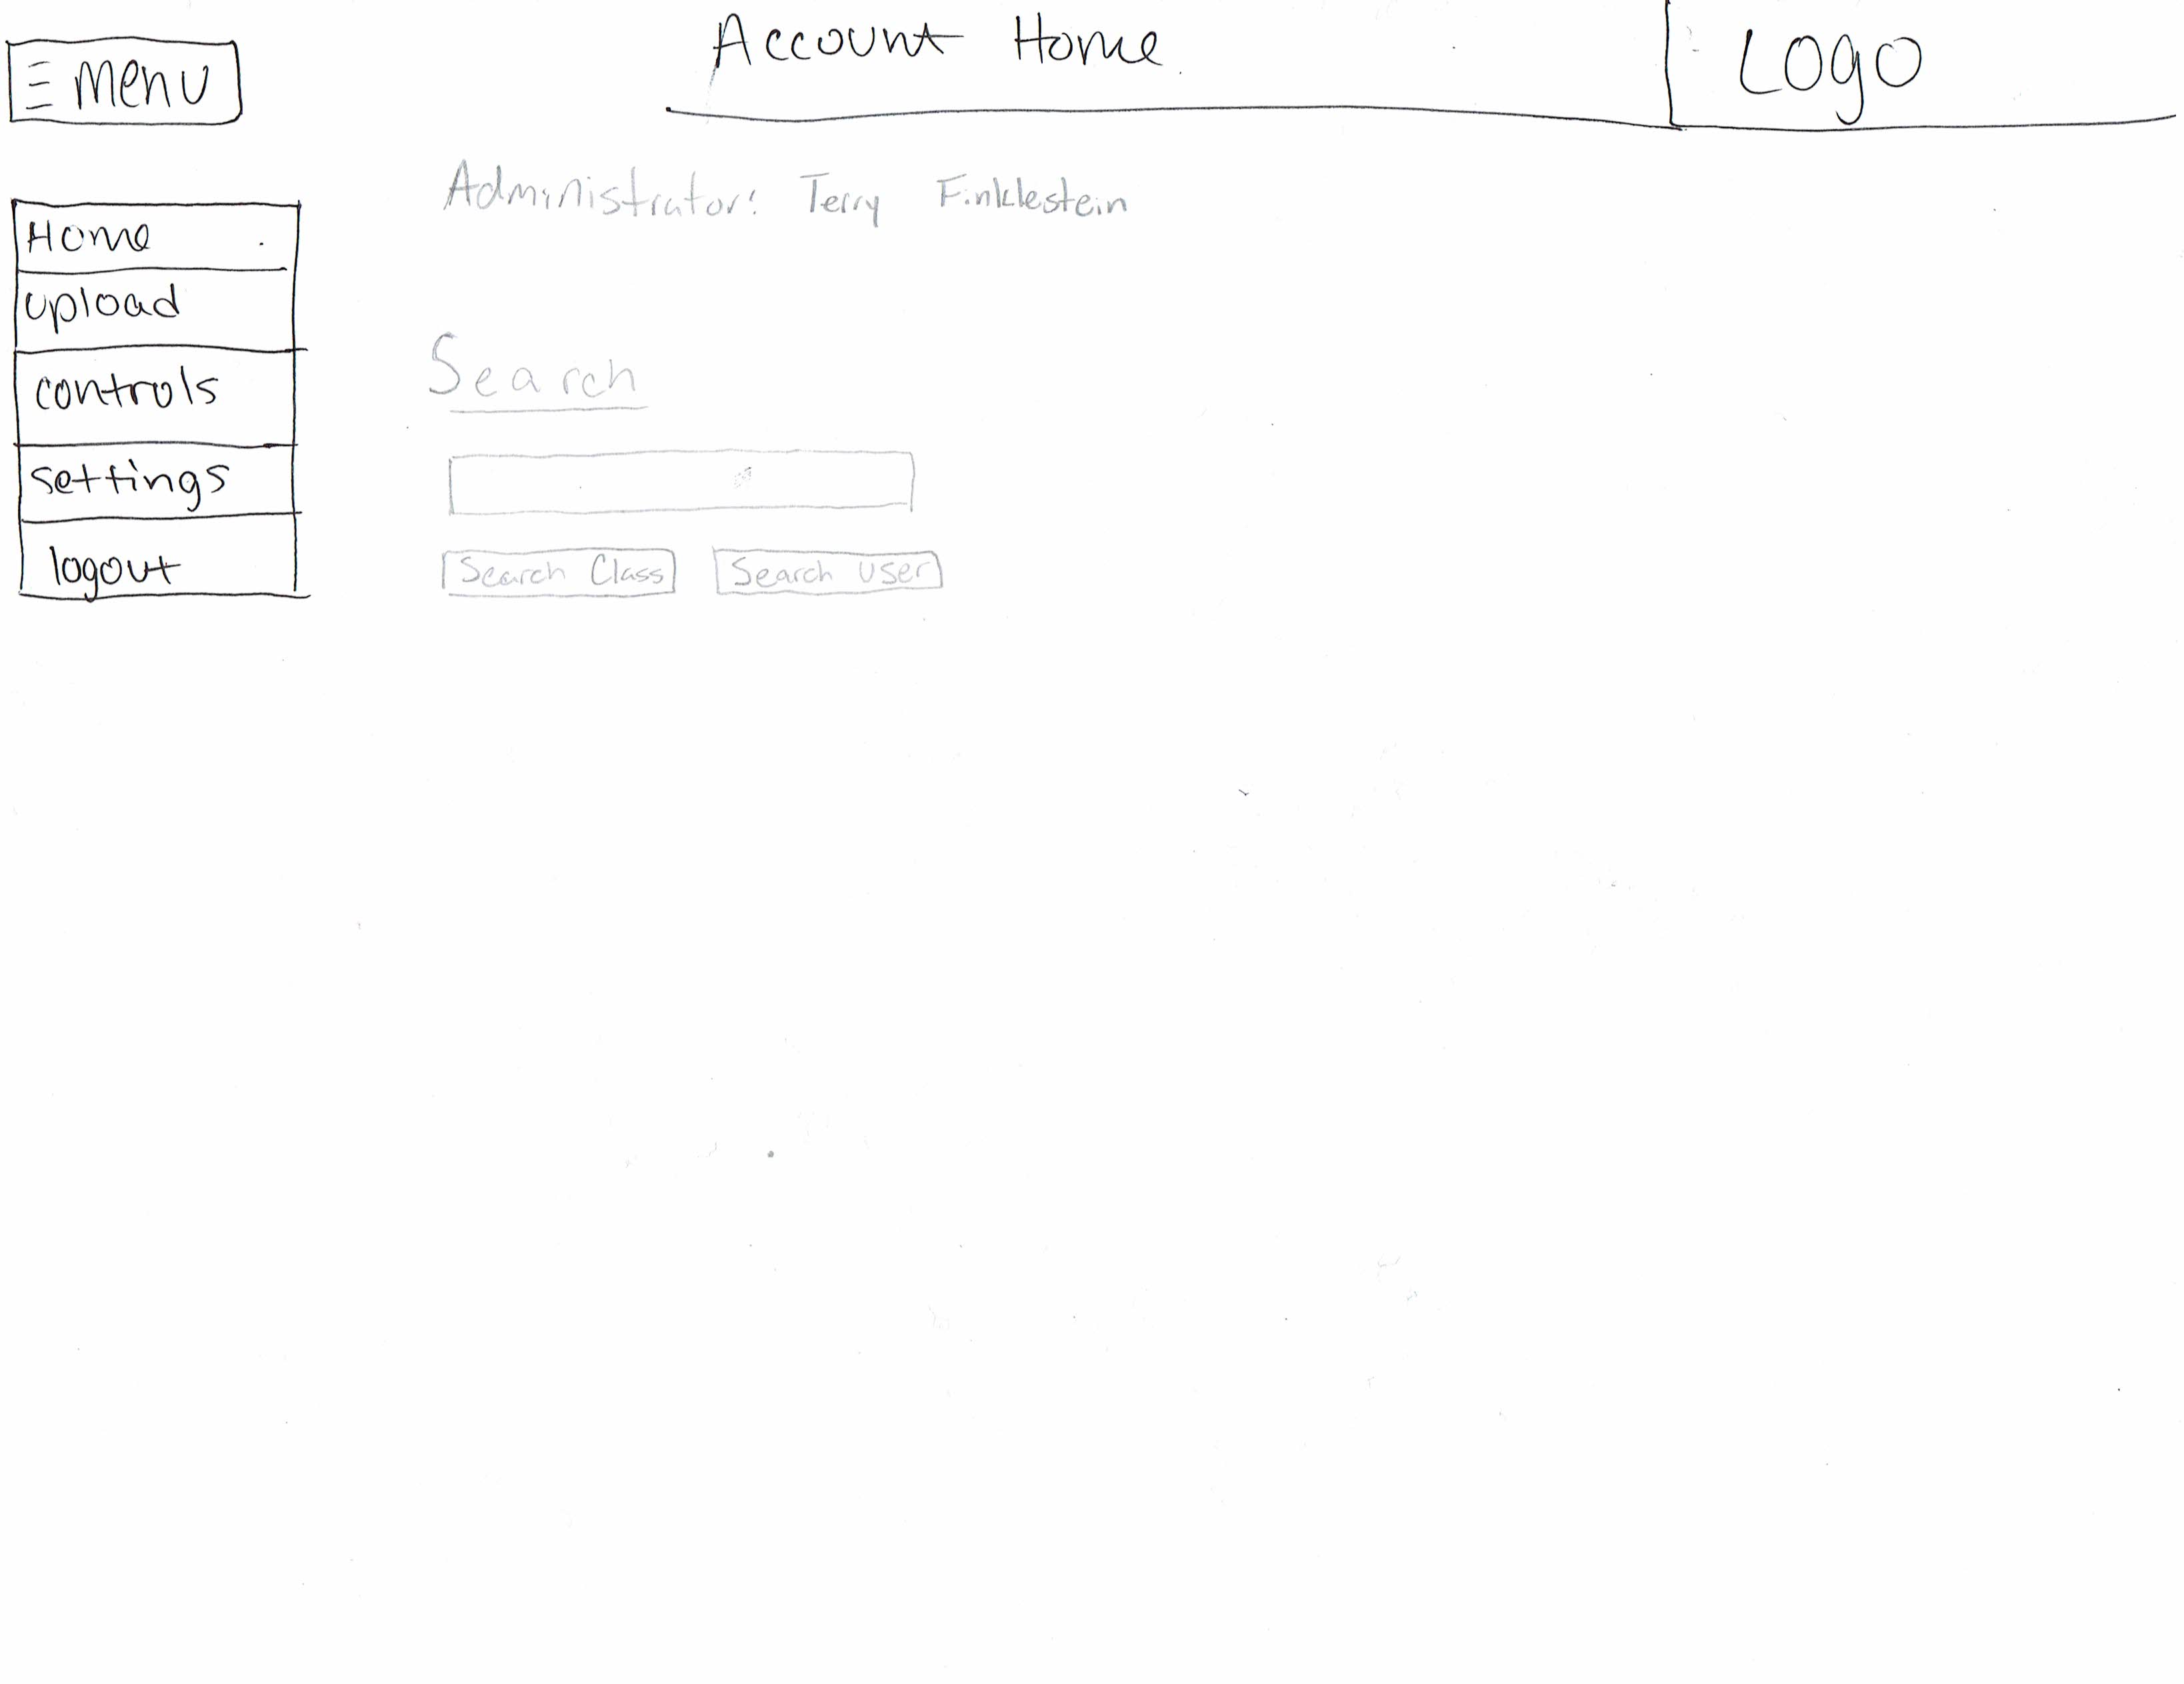 Account Home
Logo
Menu
Administrator: Terry Finklestein
Home
upload
controls
settings
logout
Search
Search Class
Search User